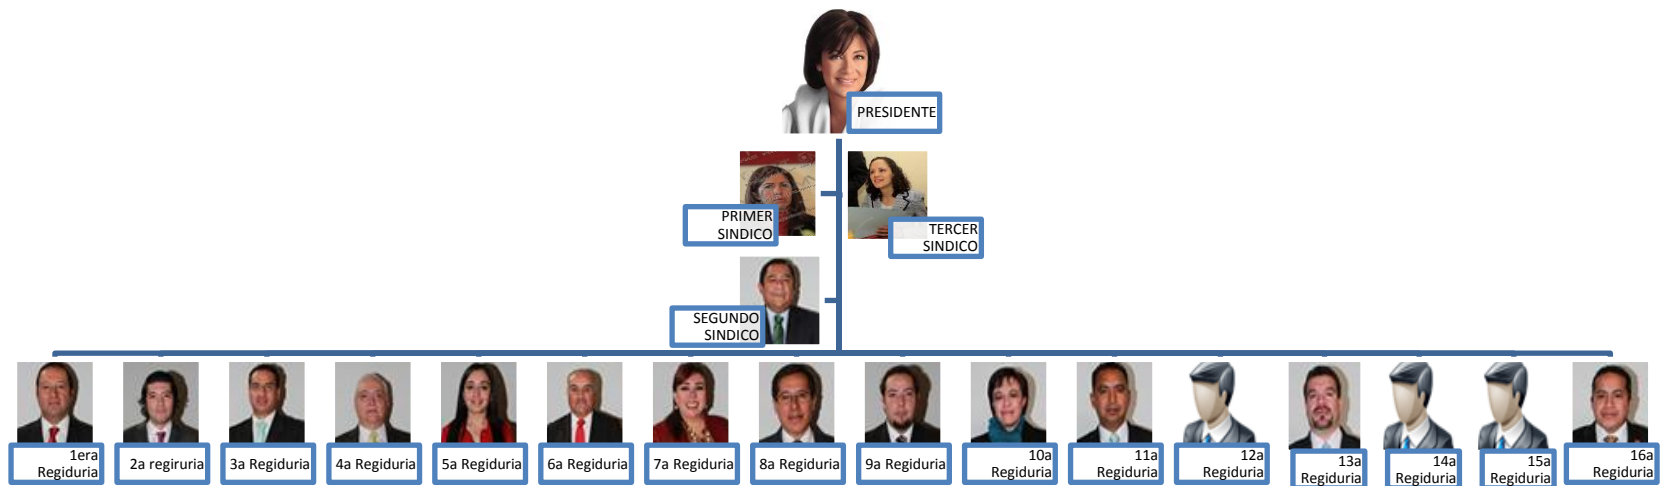 PRESIDENTE
PRIMER
SINDICO
TERCER
SINDICO
SEGUNDO
SINDICO
1era
Regiduria
2a regiruria
3a Regiduria
4a Regiduria
5a Regiduria
6a Regiduria
7a Regiduria
8a Regiduria
9a Regiduria
10a
Regiduria
11a
Regiduria
12a
Regiduria
13a
Regiduria
14a
Regiduria
15a
Regiduria
16a
Regiduria